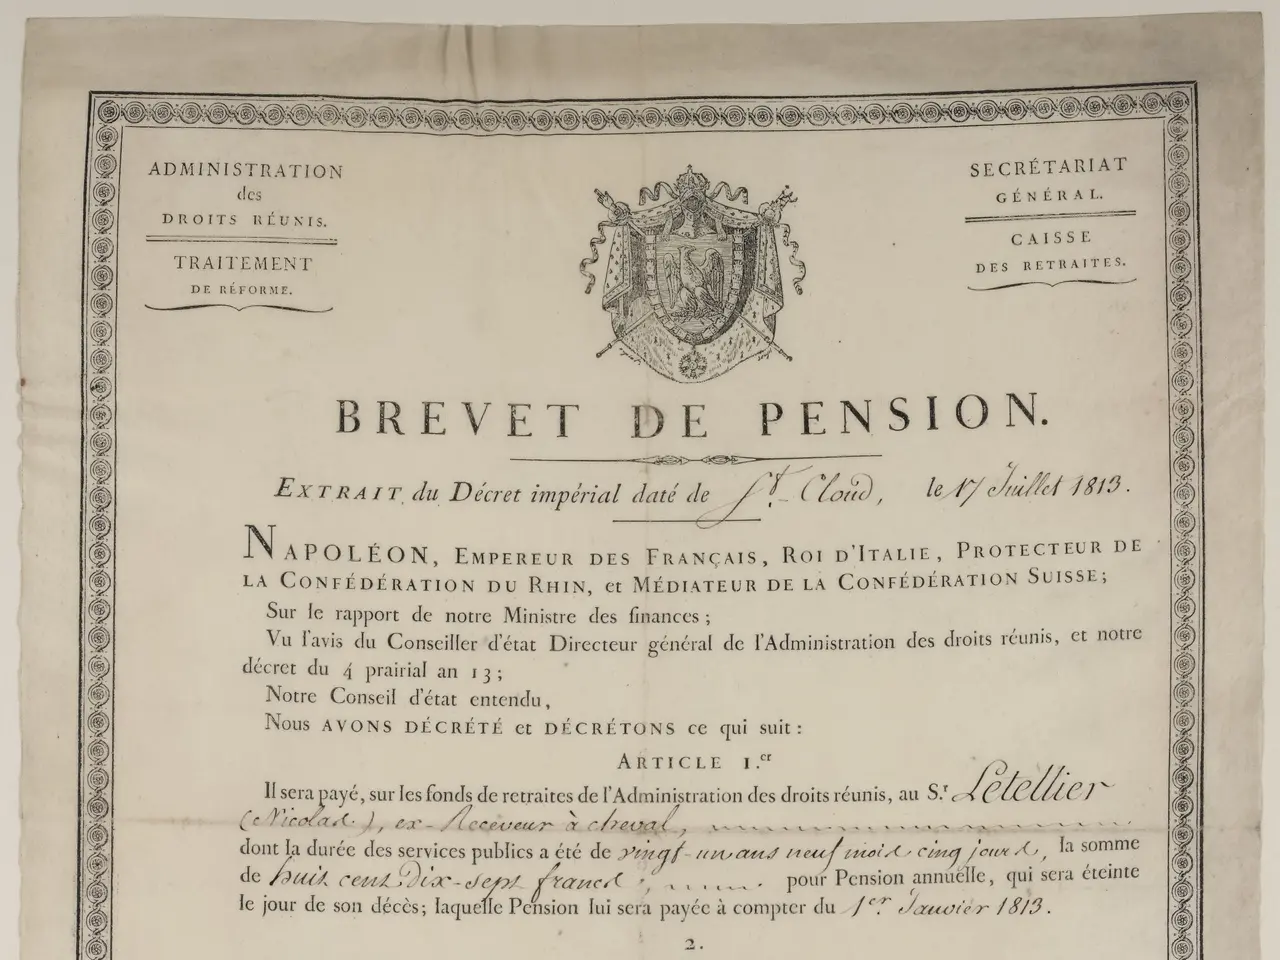 ADMINISTRATION
des
DROITS RÉUNIS.
TRAITEMENT
DE RÉFORME.
SECRÉTARIAT
GÉNÉRAL.
CAISSE
DES RETRAITES.
BREVET DE PENSION.
EXTRAIT du Décret impérial daté de St. Cloud, le 17 Juillet 1813.
NAPOLÉON, EMPEREUR DES FRANÇAIS, ROI D'ITALIE, PROTECTEUR DE
LA CONFÉDÉRATION DU RHIN, et MÉDIATEUR DE LA CONFÉDÉRATION SUISSE;
Sur le rapport de notre Ministre des finances;
Vu l'avis du Conseiller d'état Directeur général de l'Administration des droits réunis, et notre
décret du 4 prairial an 13;
Notre Conseil d'état entendu,
Nous AVONS DÉCRÉTÉ et DÉCRÉTONS ce qui suit:
ARTICLE 1.er
Il sera payé, sur les fonds de retraites de l'Administration des droits réunis, au S.r Letellier
(Nicolas), ex-Receveur à cheval,
dont la durée des services publics a été de vingt-un ans neuf mois cinq jours, la somme
de huit cent Dix-sept francs; pour Pension annuelle, qui sera éteinte
le jour de son décès; laquelle Pension lui sera payée à compter du 1er. Janvier 1813.
2.